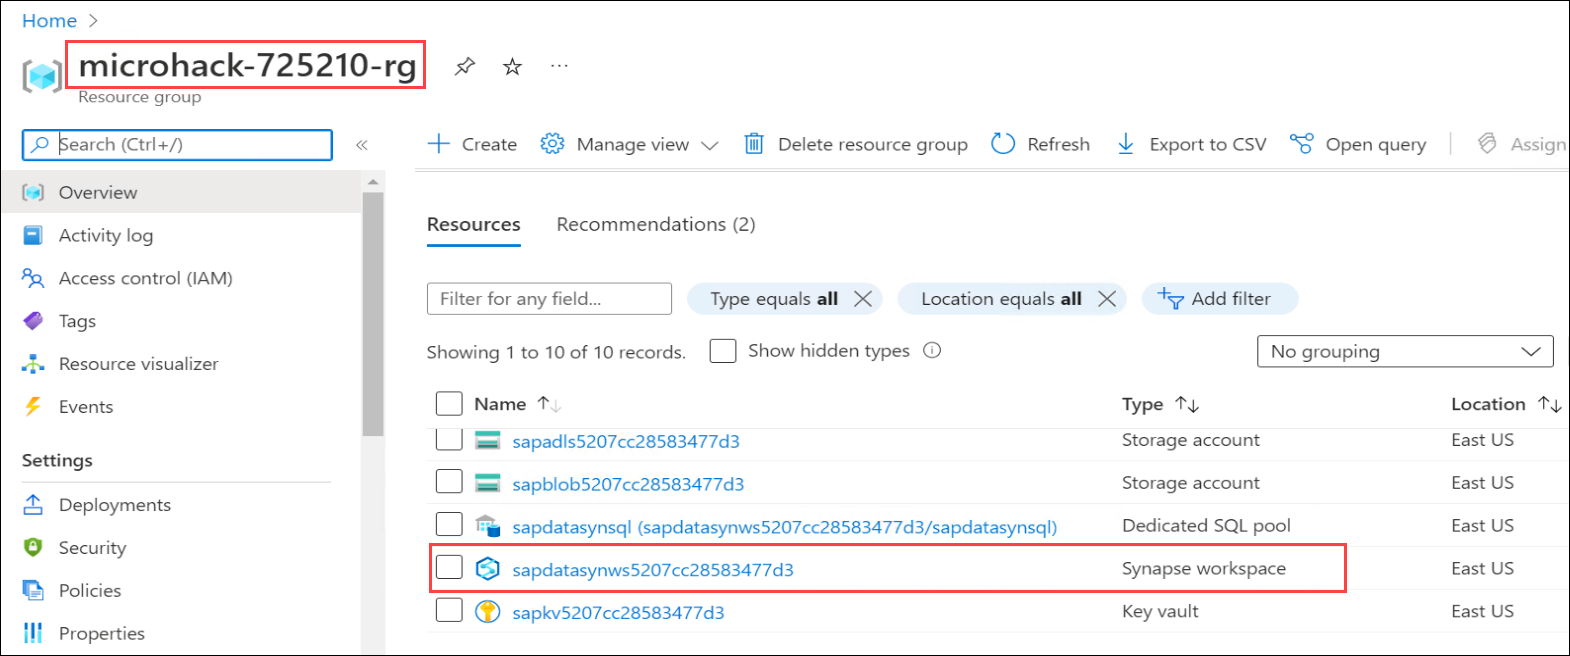 Home >
microhack-725210-rg
Resource group
Search (Ctrl+/)
«
Create
Manage view
Delete resource group
Refresh
Export to CSV
Open query
Assign
Overview
Activity log
Access control (IAM)
Tags
Resource visualizer
Events
Settings
Deployments
Security
Policies
Properties
Resources
Recommendations (2)
Filter for any field...
Type equals all
Location equals all
Add filter
Showing 1 to 10 of 10 records.
Show hidden types
No grouping
Name
Type
Location
sapadls5207cc28583477d3
Storage account
East US
sapblob5207cc28583477d3
Storage account
East US
sapdatasynsql (sapdatasynws5207cc28583477d3/sapdatasynsql)
Dedicated SQL pool
East US
sapdatasynws5207cc28583477d3
Synapse workspace
East US
sapkv5207cc28583477d3
Key vault
East US